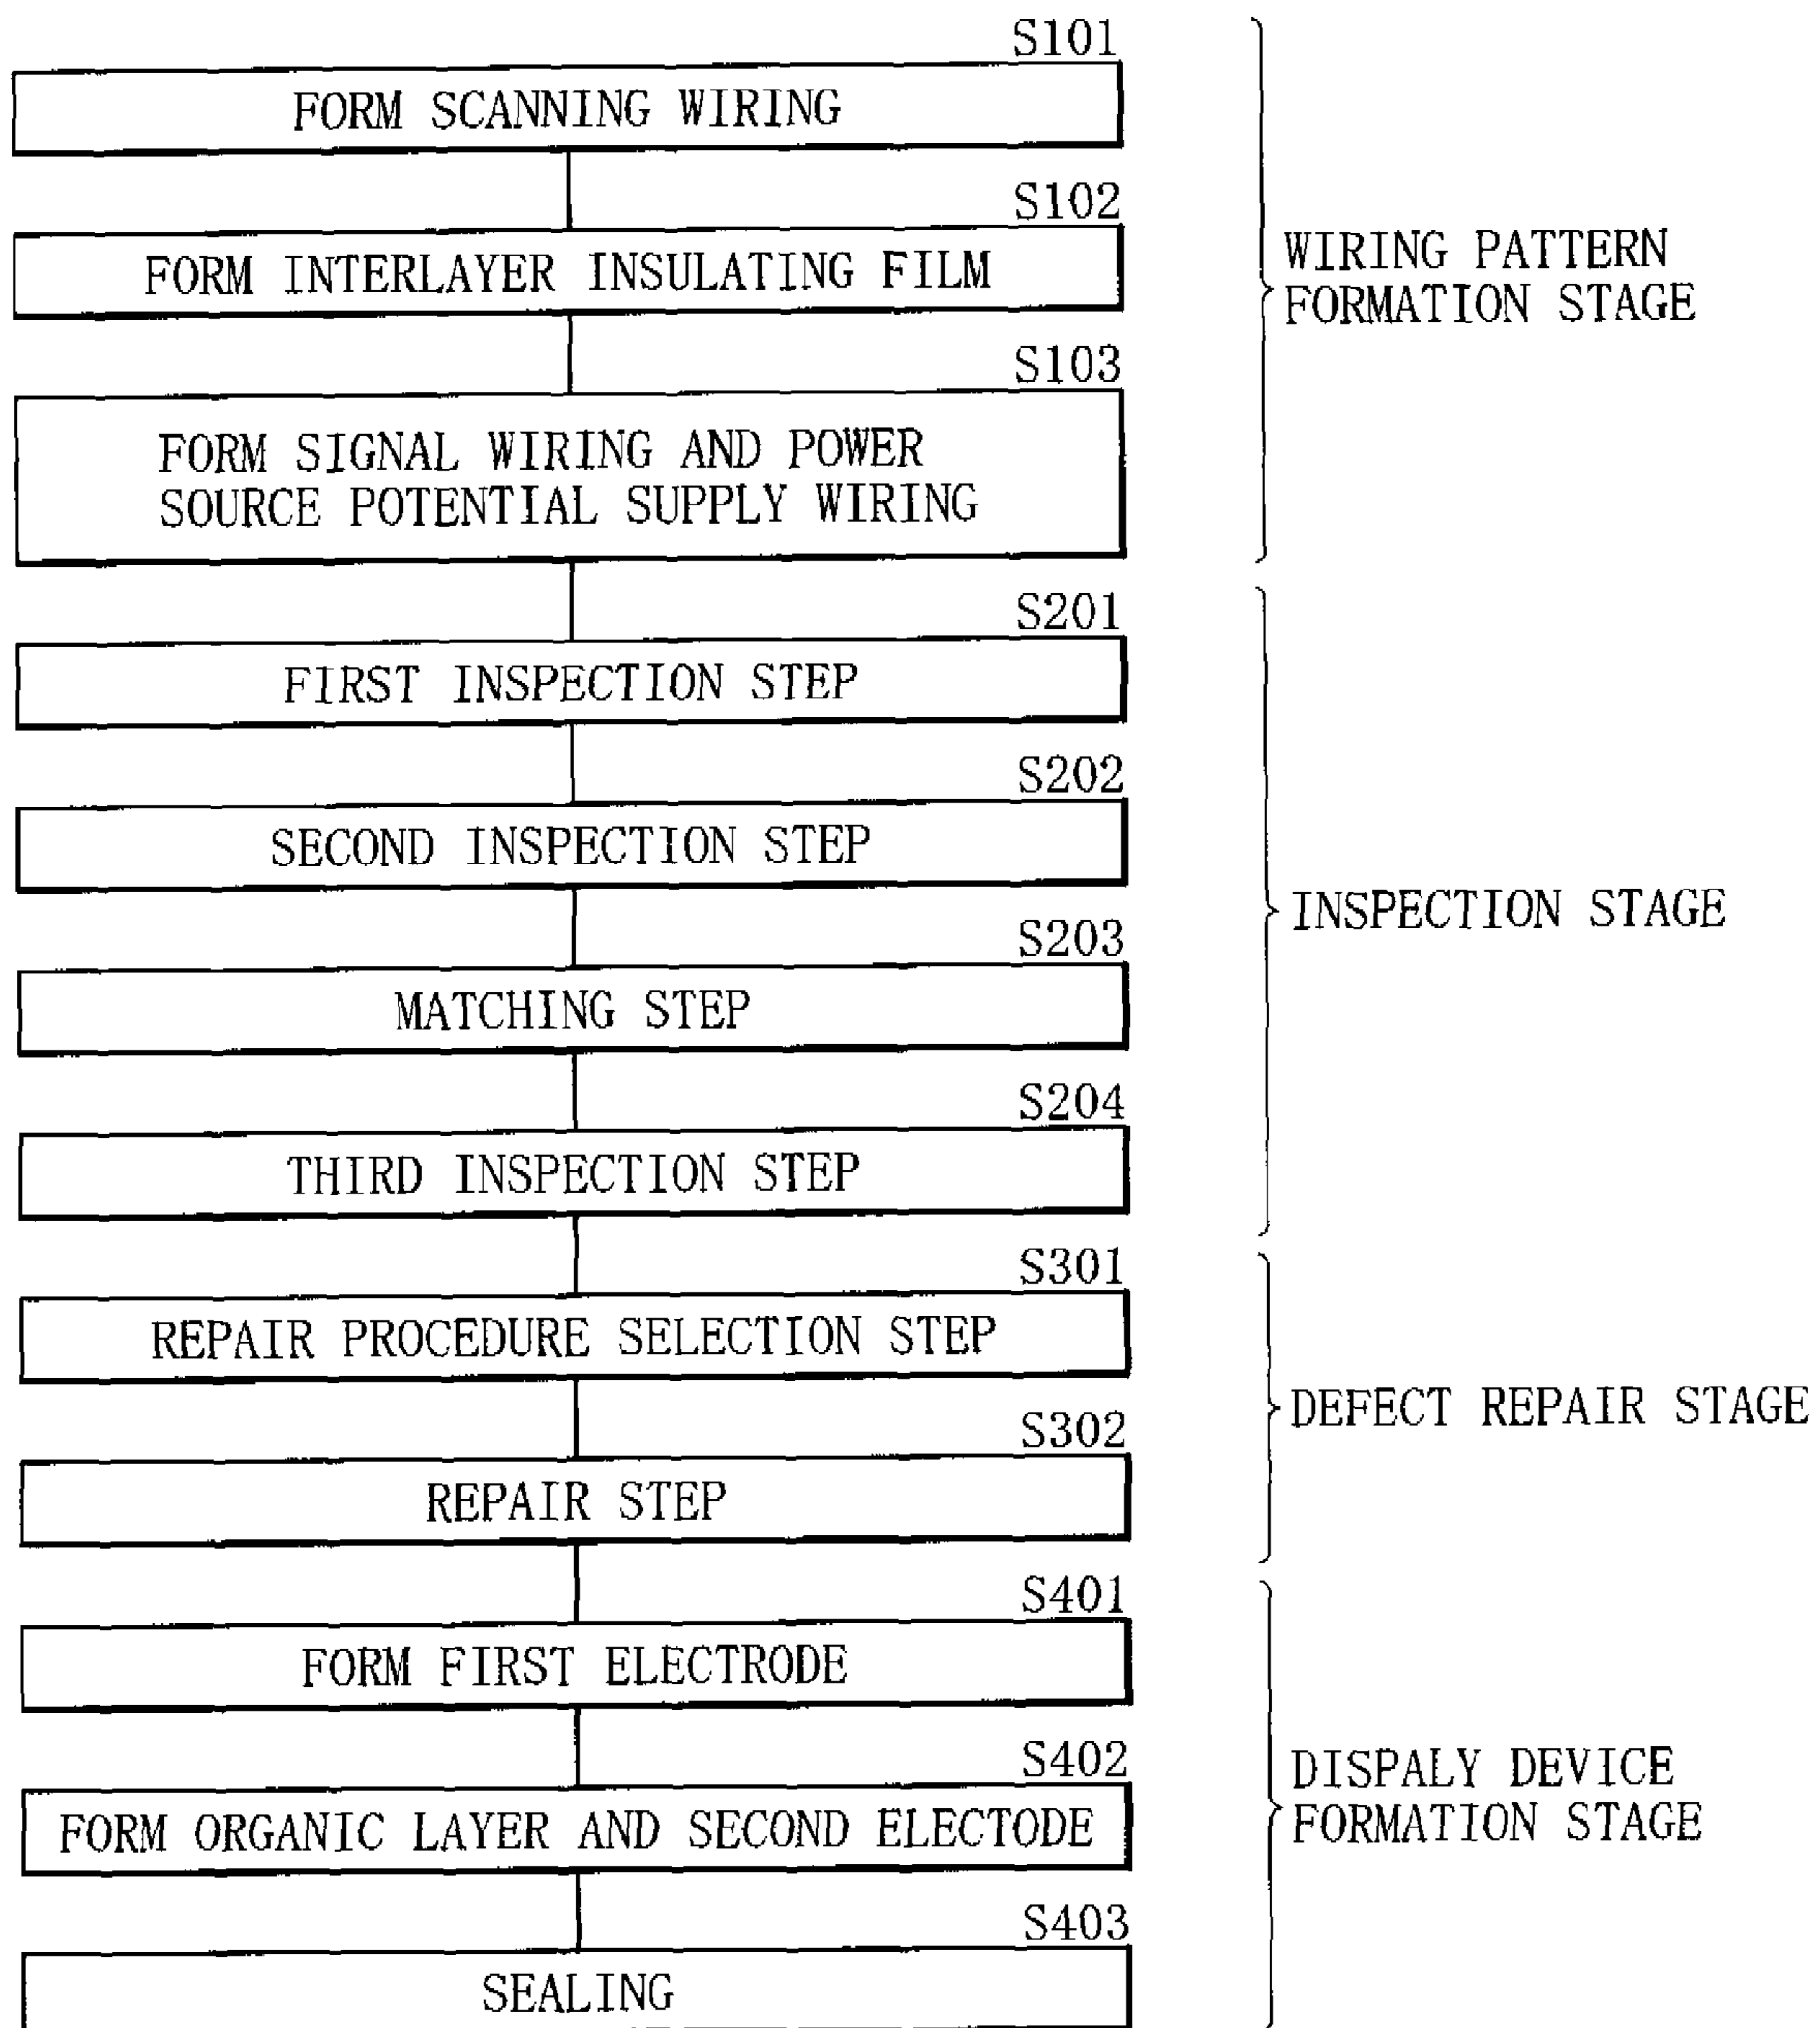 S101
FORM SCANNING WIRING
S102
FORM INTERLAYER INSULATING FILM
WIRING PATTERN
FORMATION STAGE
S103
FORM SIGNAL WIRING AND POWER
SOURCE POTENTIAL SUPPLY WIRING
S201
FIRST INSPECTION STEP
S202
SECOND INSPECTION STEP
INSPECTION STAGE
S203
MATCHING STEP
S204
THIRD INSPECTION STEP
S301
REPAIR PROCEDURE SELECTION STEP
DEFECT REPAIR STAGE
S302
REPAIR STEP
S401
FORM FIRST ELECTRODE
S402
FORM ORGANIC LAYER AND SECOND ELECTODE
DISPALY DEVICE
FORMATION STAGE
S403
SEALING